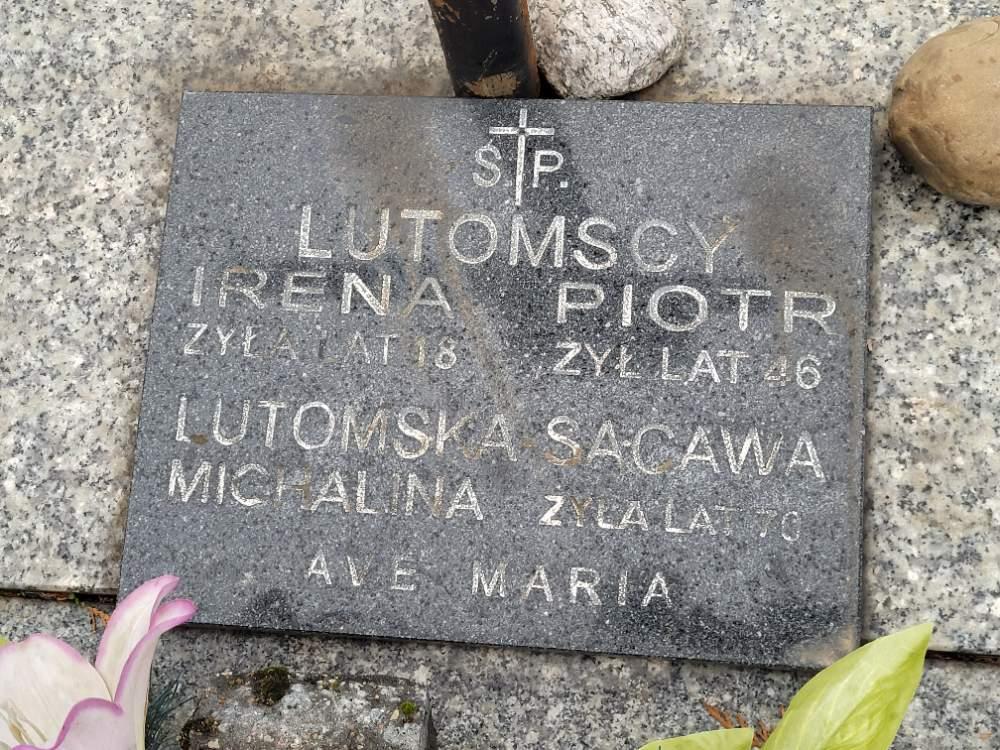 Ś.P.
LUTOMSCY
IRENA PIOTR
ŻYŁA LAT 18 ŻYŁ LAT 46
LUTOMSKA-SACAWA
MICHALINA ŻYŁA LAT 70
AVE MARIA